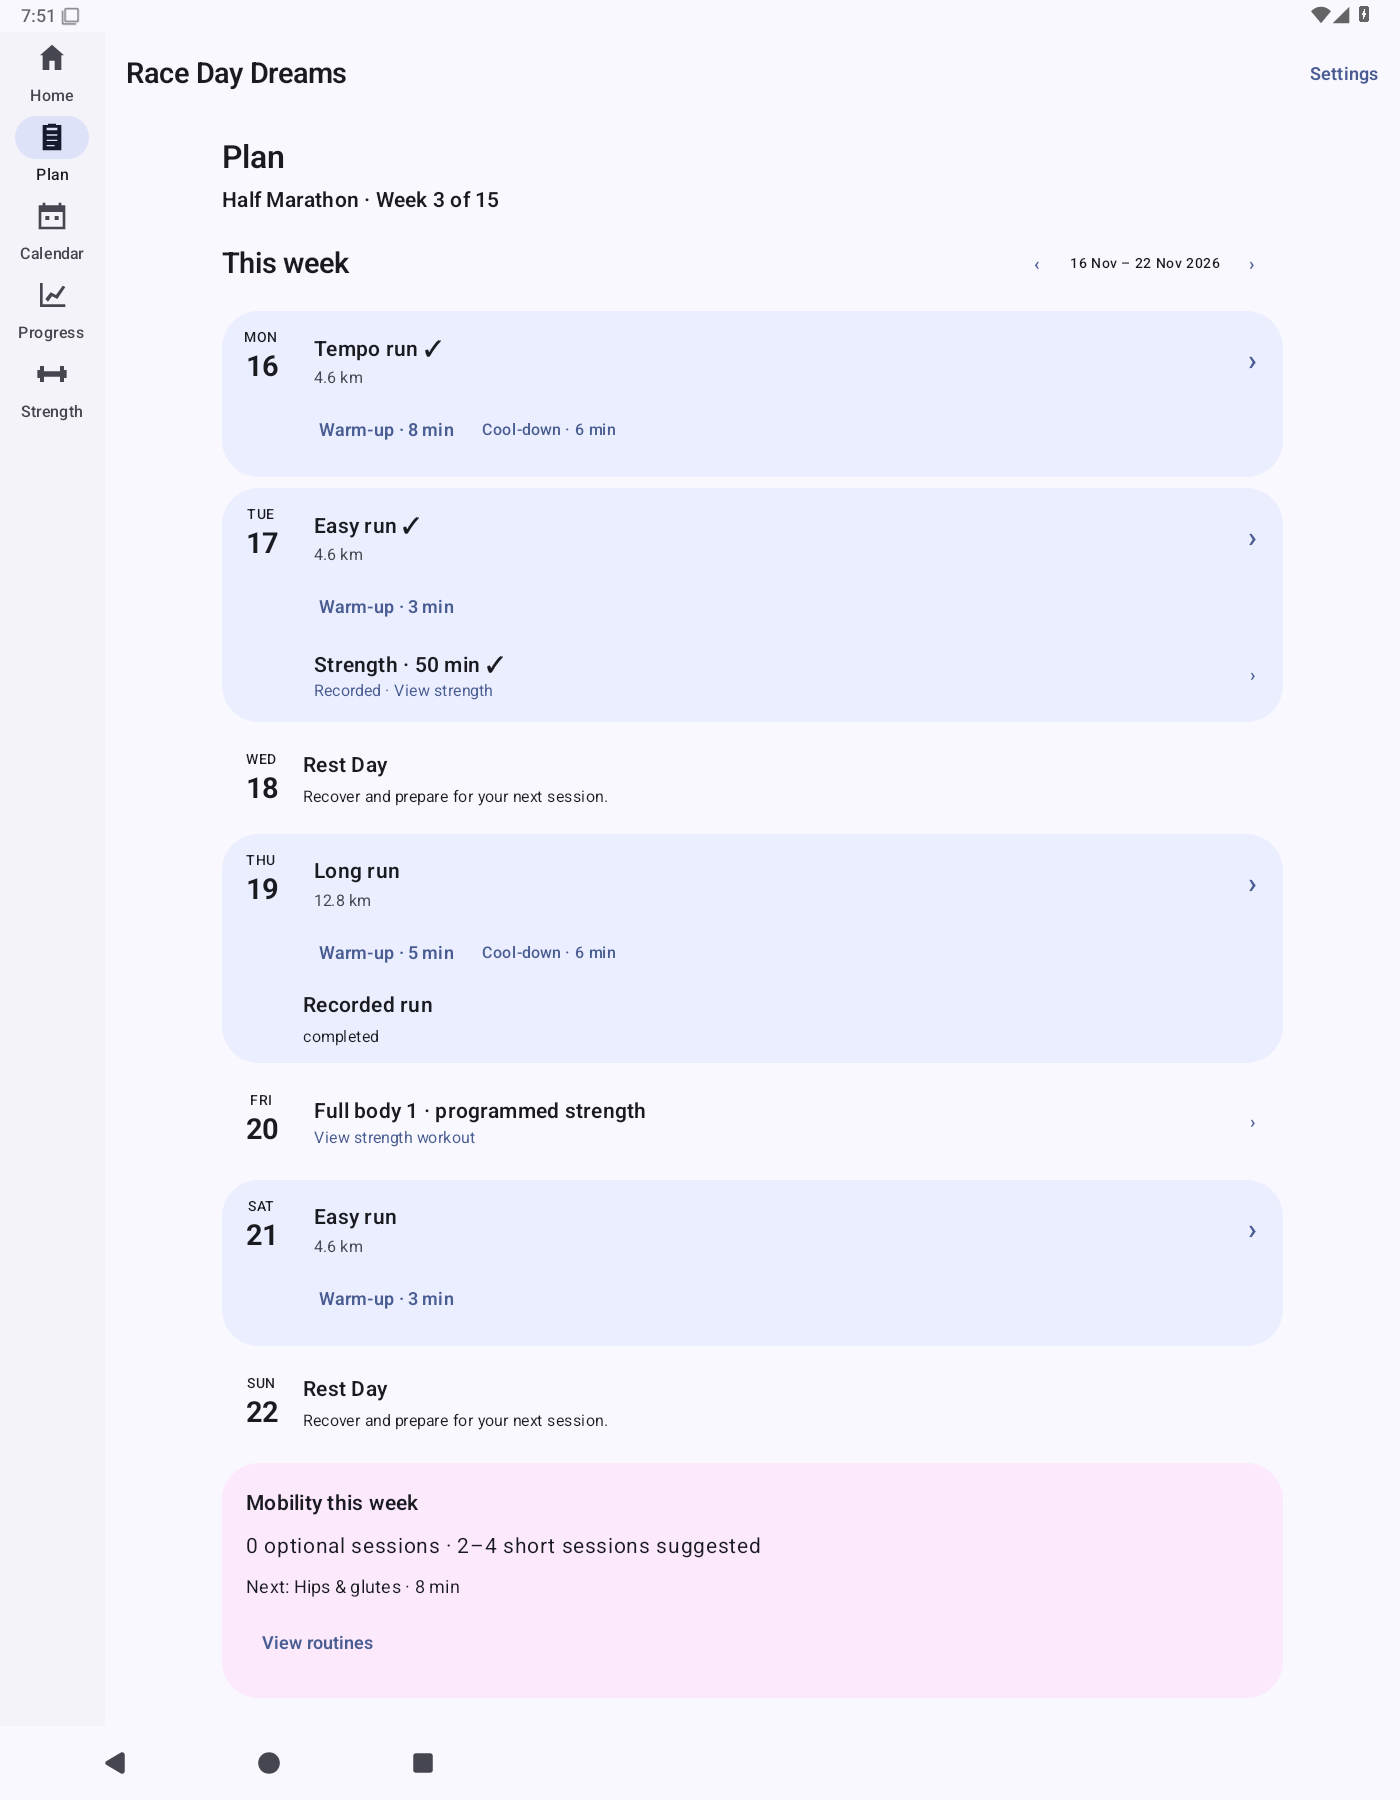 7:51
Home
Plan
Calendar
Progress
Strength
Race Day Dreams
Settings
Plan
Half Marathon · Week 3 of 15
This week
‹ 16 Nov – 22 Nov 2026 ›
MON
16
Tempo run ✓
4.6 km
›
Warm-up · 8 min Cool-down · 6 min
TUE
17
Easy run ✓
4.6 km
›
Warm-up · 3 min
Strength · 50 min ✓
Recorded · View strength
›
WED
18
Rest Day
Recover and prepare for your next session.
THU
19
Long run
12.8 km
›
Warm-up · 5 min Cool-down · 6 min
Recorded run
completed
FRI
20
Full body 1 · programmed strength
View strength workout
›
SAT
21
Easy run
4.6 km
›
Warm-up · 3 min
SUN
22
Rest Day
Recover and prepare for your next session.
Mobility this week
0 optional sessions · 2–4 short sessions suggested
Next: Hips & glutes · 8 min
View routines